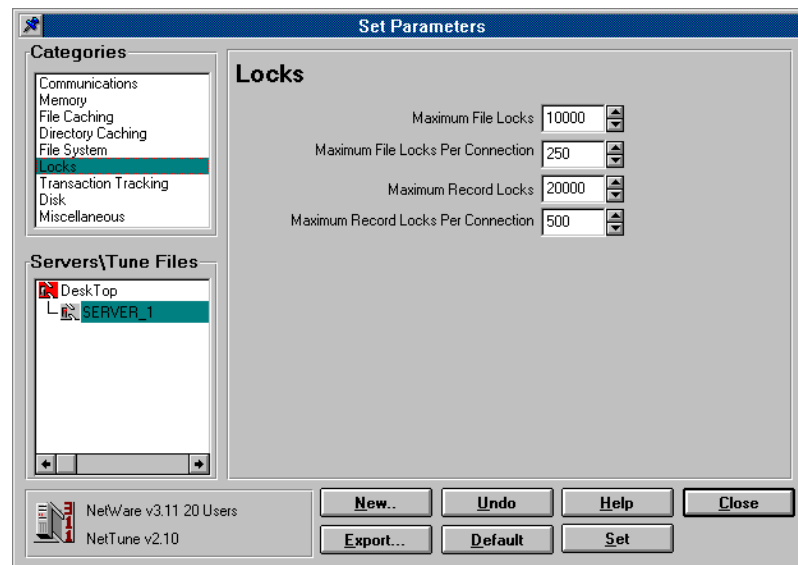 Set Parameters
Categories
Communications
Memory
File Caching
Directory Caching
File System
Locks
Transaction Tracking
Disk
Miscellaneous
Servers\Tune Files
DeskTop
SERVER_1
Locks
Maximum File Locks 10000
Maximum File Locks Per Connection 250
Maximum Record Locks 20000
Maximum Record Locks Per Connection 500
NetWare v3.11 20 Users
NetTune v2.10
New.. Undo Help Close
Export... Default Set